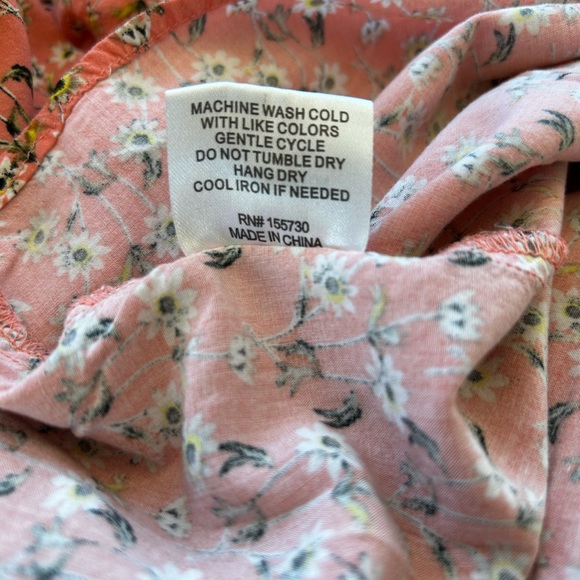 MACHINE WASH COLD
WITH LIKE COLORS
GENTLE CYCLE
DO NOT TUMBLE DRY
HANG DRY
COOL IRON IF NEEDED
RN# 155730
MADE IN CHINA